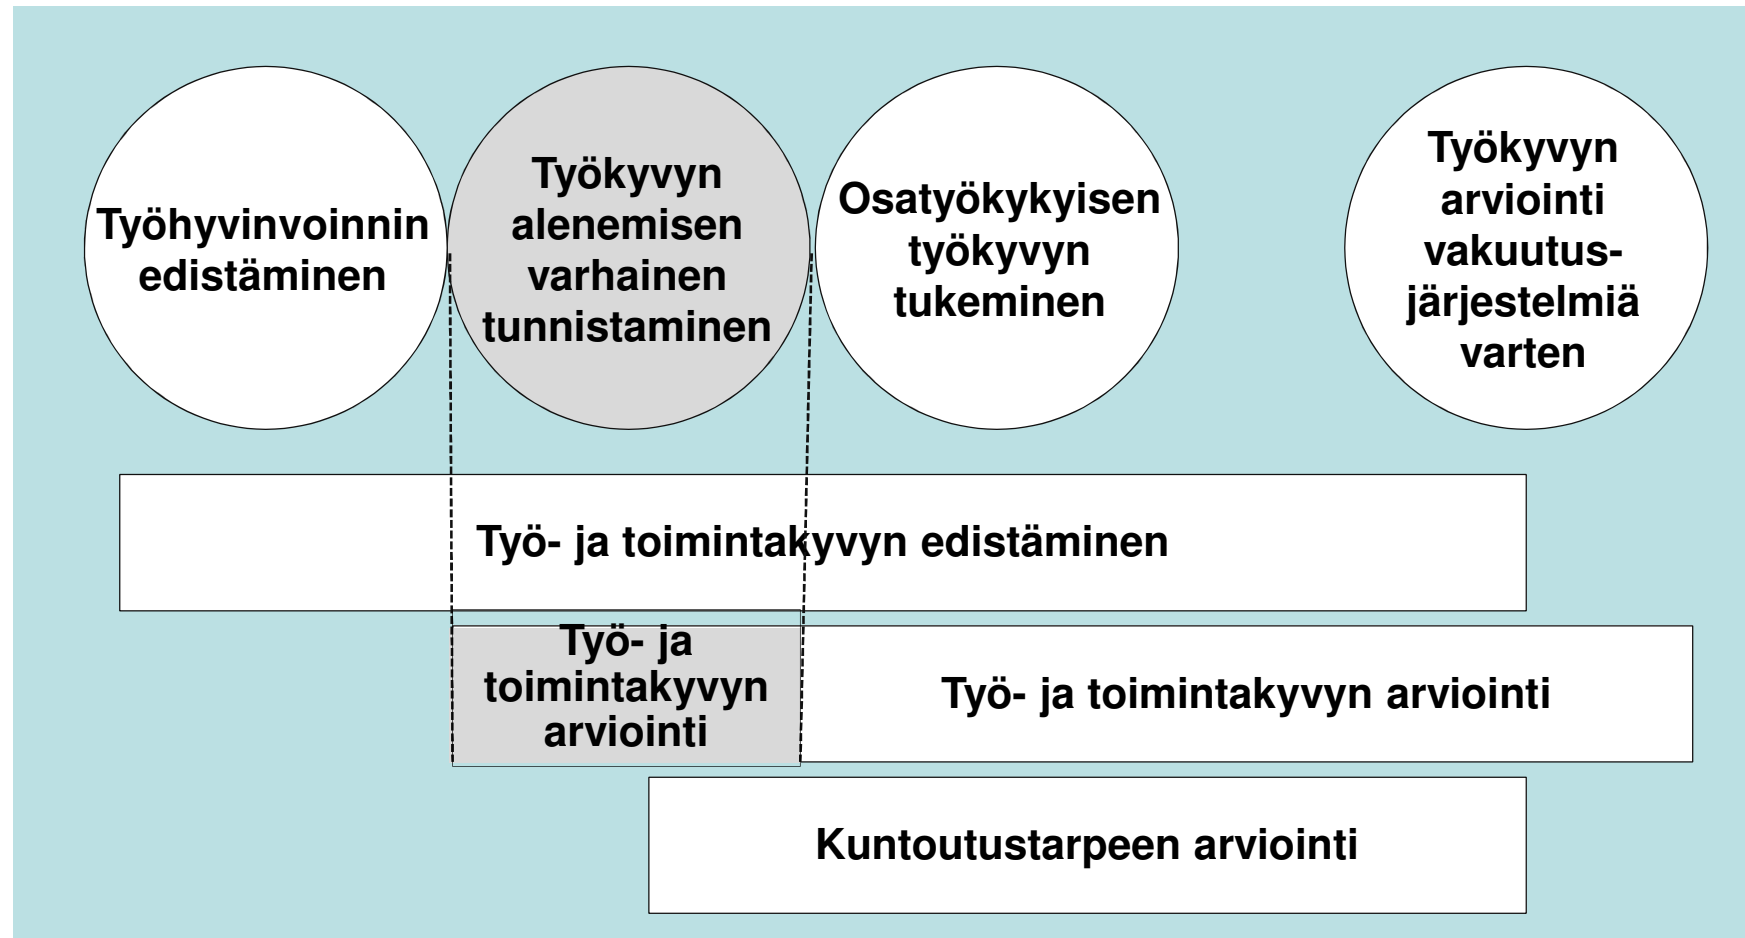 Työhyvinvoinnin
edistäminen
Työkyvyn
alenemisen
varhainen
tunnistaminen
Osatyökykyisen
työkyvyn
tukeminen
Työkyvyn
arviointi
vakuutus-
järjestelmiä
varten
Työ- ja toimintakyvyn edistäminen
Työ- ja
toimintakyvyn
arviointi
Työ- ja toimintakyvyn arviointi
Kuntoutustarpeen arviointi